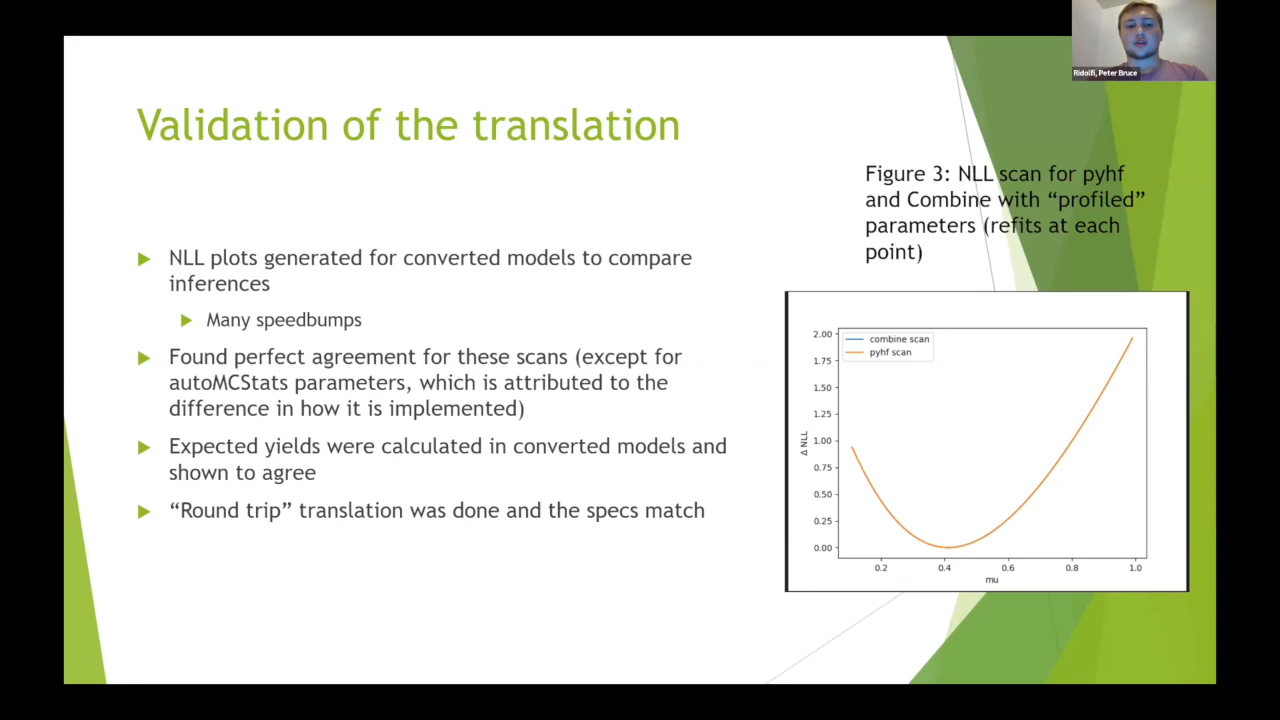 Ridolfi, Peter Bruce
Validation of the translation
Figure 3: NLL scan for pyhf
and Combine with “profiled”
parameters (refits at each
point)
NLL plots generated for converted models to compare
inferences
Many speedbumps
Found perfect agreement for these scans (except for
autoMCStats parameters, which is attributed to the
difference in how it is implemented)
Expected yields were calculated in converted models and
shown to agree
“Round trip” translation was done and the specs match
combine scan
pyhf scan
2.00
1.75
1.50
1.25
1.00
0.75
0.50
0.25
0.00
Δ NLL
0.2 0.4 0.6 0.8 1.0
mu